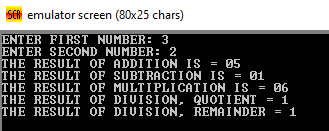 SCR emulator screen (80x25 chars)
ENTER FIRST NUMBER: 3
ENTER SECOND NUMBER: 2
THE RESULT OF ADDITION IS = 05
THE RESULT OF SUBTRACTION IS = 01
THE RESULT OF MULTIPLICATION IS = 06
THE RESULT OF DIVISION, QUOTIENT = 1
THE RESULT OF DIVISION, REMAINDER = 1